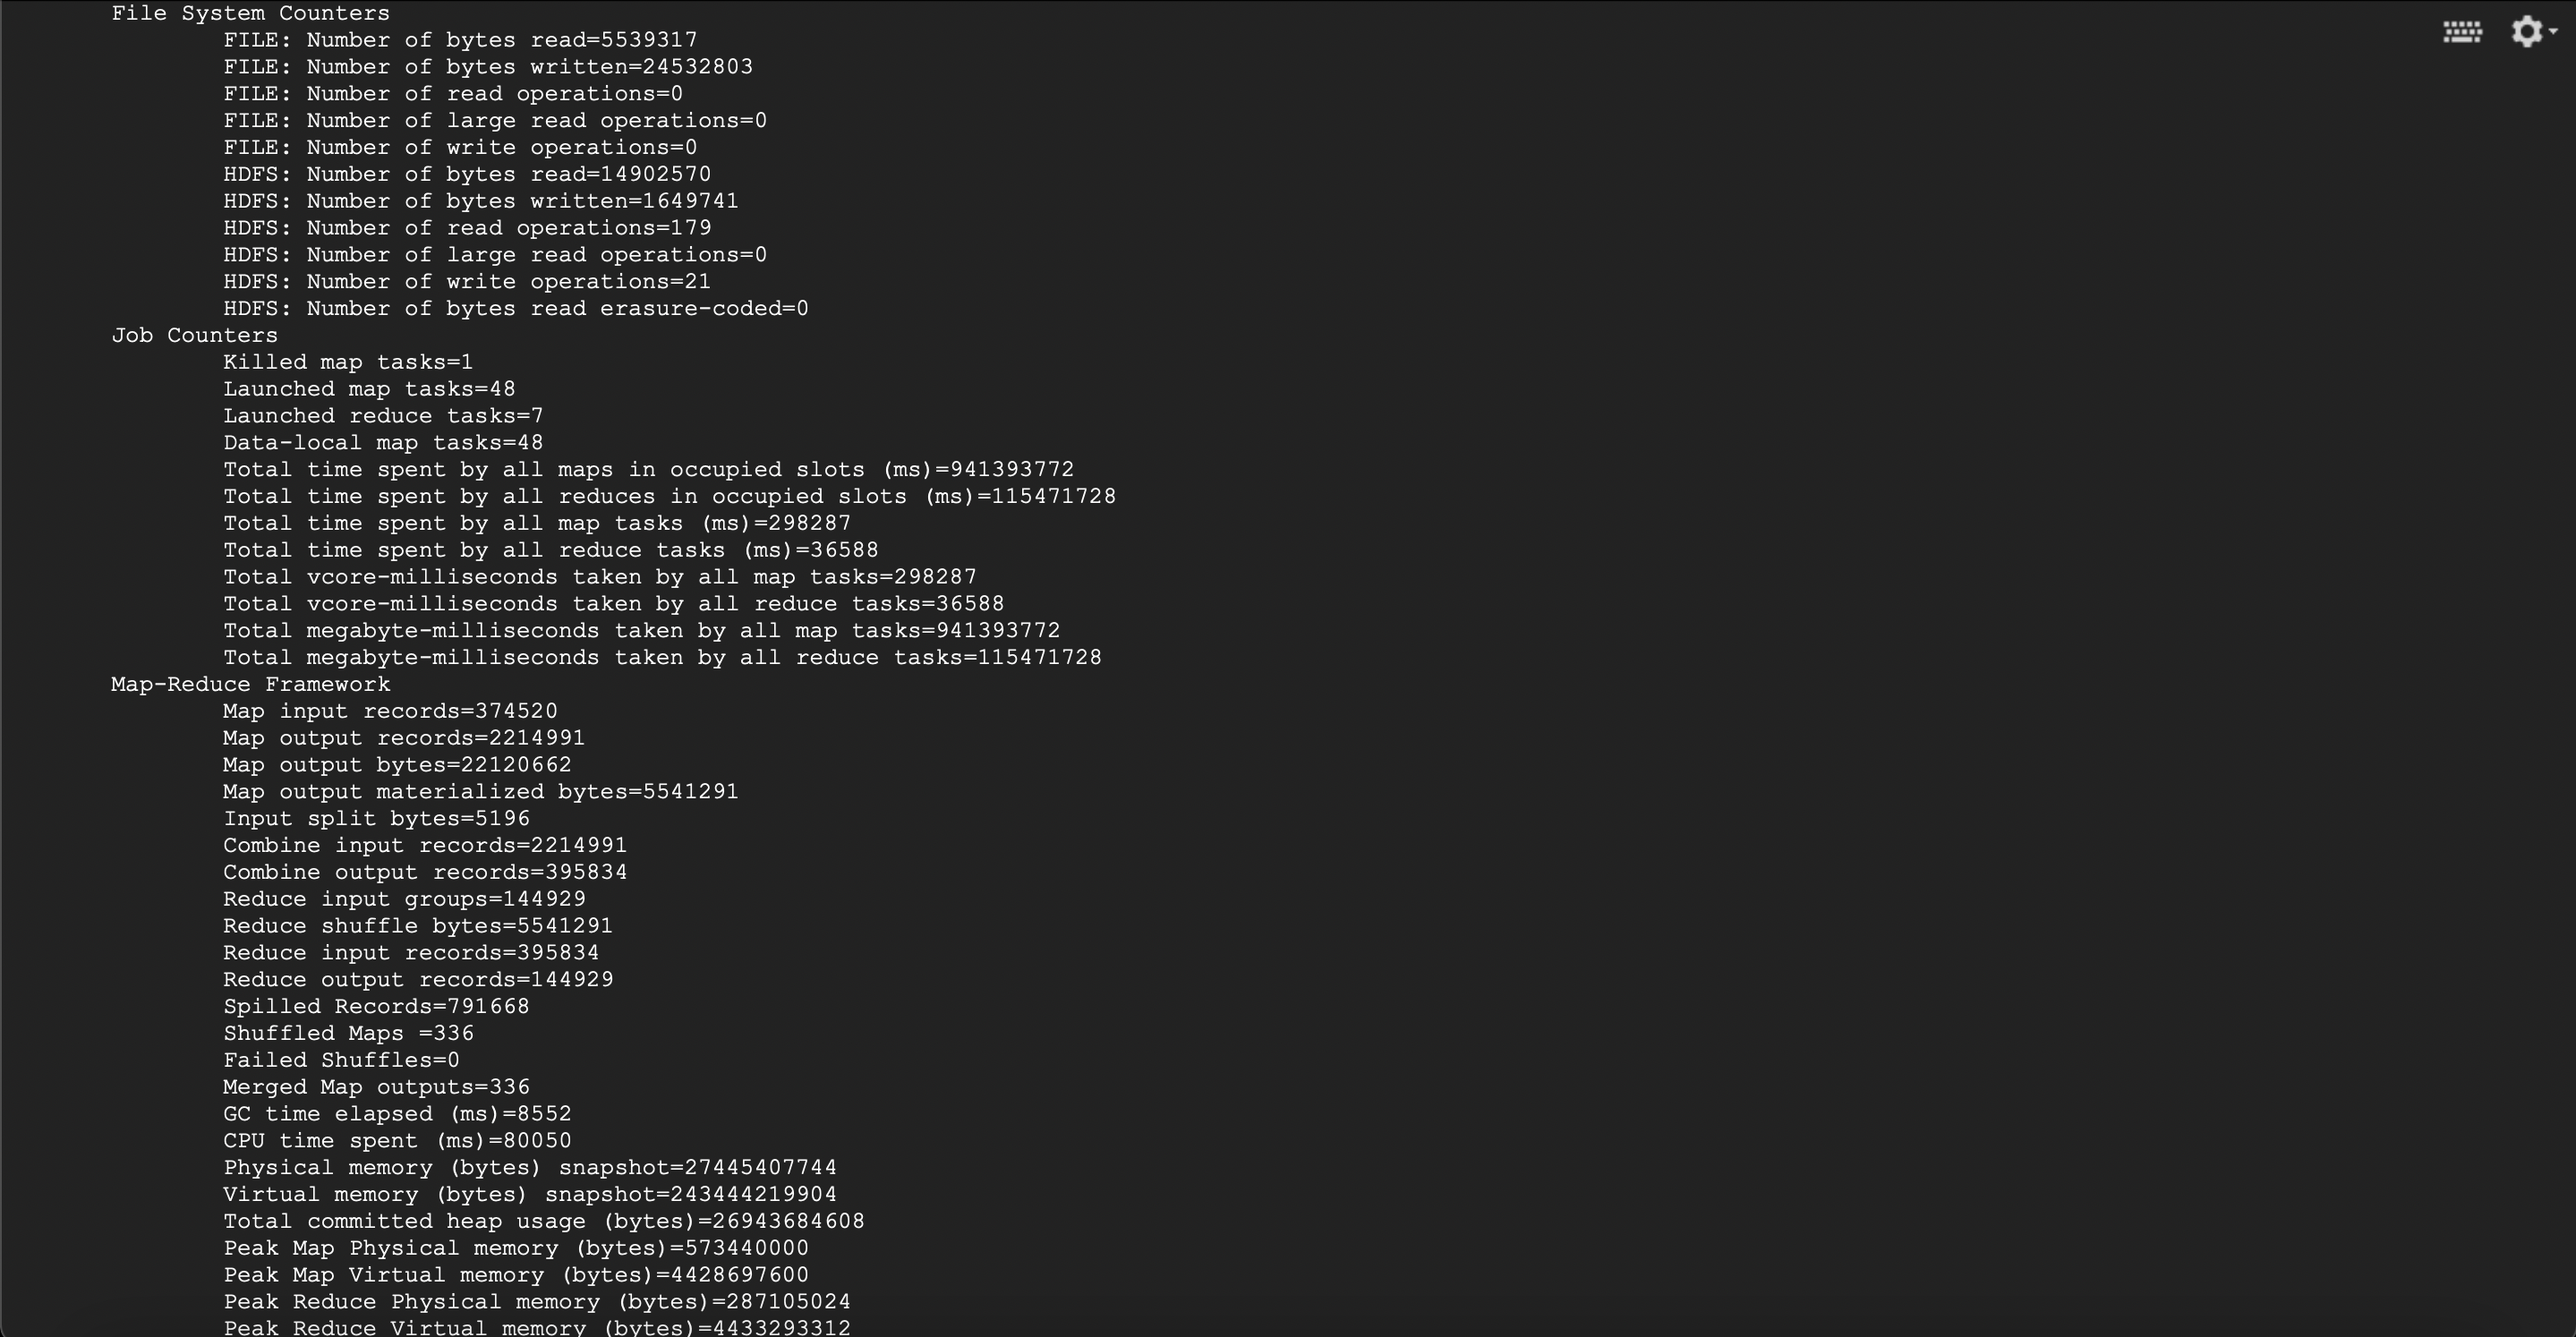 File System Counters
FILE: Number of bytes read=5539317
FILE: Number of bytes written=24532803
FILE: Number of read operations=0
FILE: Number of large read operations=0
FILE: Number of write operations=0
HDFS: Number of bytes read=14902570
HDFS: Number of bytes written=1649741
HDFS: Number of read operations=179
HDFS: Number of large read operations=0
HDFS: Number of write operations=21
HDFS: Number of bytes read erasure-coded=0
Job Counters
Killed map tasks=1
Launched map tasks=48
Launched reduce tasks=7
Data-local map tasks=48
Total time spent by all maps in occupied slots (ms)=941393772
Total time spent by all reduces in occupied slots (ms)=115471728
Total time spent by all map tasks (ms)=298287
Total time spent by all reduce tasks (ms)=36588
Total vcore-milliseconds taken by all map tasks=298287
Total vcore-milliseconds taken by all reduce tasks=36588
Total megabyte-milliseconds taken by all map tasks=941393772
Total megabyte-milliseconds taken by all reduce tasks=115471728
Map-Reduce Framework
Map input records=374520
Map output records=2214991
Map output bytes=22120662
Map output materialized bytes=5541291
Input split bytes=5196
Combine input records=2214991
Combine output records=395834
Reduce input groups=144929
Reduce shuffle bytes=5541291
Reduce input records=395834
Reduce output records=144929
Spilled Records=791668
Shuffled Maps =336
Failed Shuffles=0
Merged Map outputs=336
GC time elapsed (ms)=8552
CPU time spent (ms)=80050
Physical memory (bytes) snapshot=27445407744
Virtual memory (bytes) snapshot=243444219904
Total committed heap usage (bytes)=26943684608
Peak Map Physical memory (bytes)=573440000
Peak Map Virtual memory (bytes)=4428697600
Peak Reduce Physical memory (bytes)=287105024
Peak Reduce Virtual memory (bytes)=4433293312